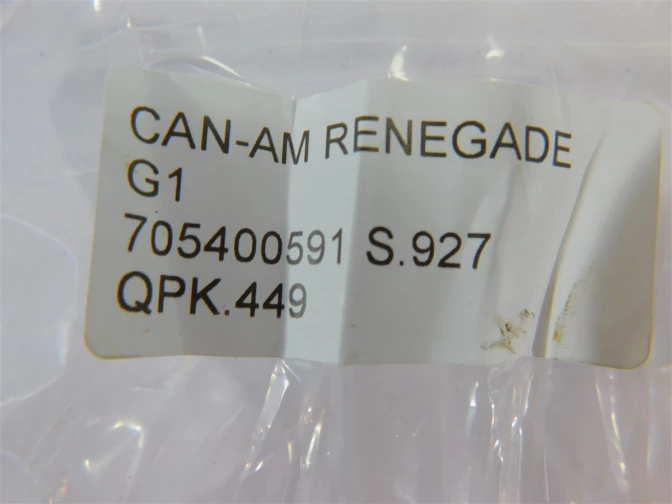 CAN-AM RENEGADE
G1
705400591 S.927
QPK.449